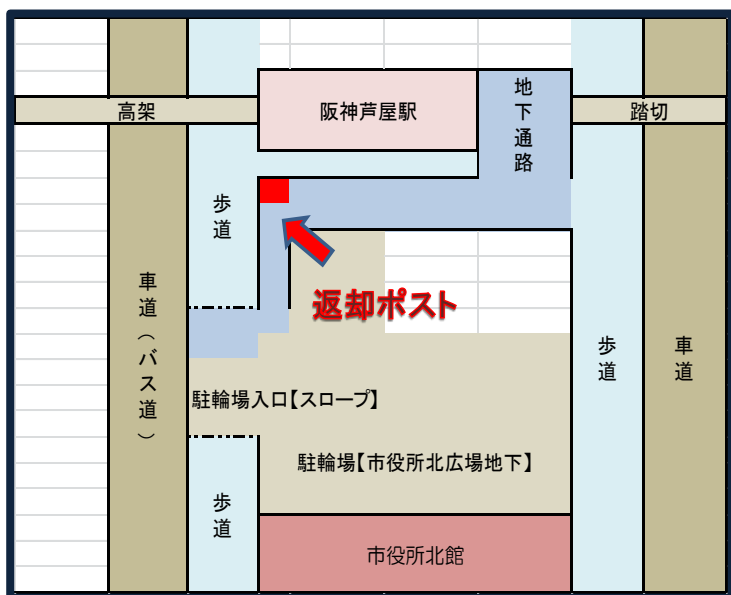 高架
阪神芦屋駅
地下通路
踏切
歩道
車道（バス道）
返却ポスト
歩道
車道
駐輪場入口【スロープ】
駐輪場【市役所北広場地下】
歩道
市役所北館